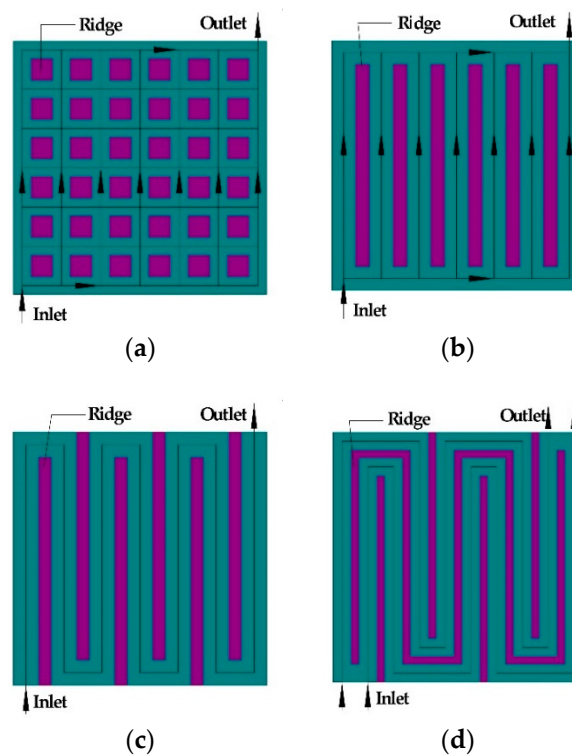 Ridge Outlet
Inlet
(a)
Ridge Outlet
Inlet
(b)
Ridge Outlet
Inlet
(c)
Ridge Outlet
Inlet
(d)